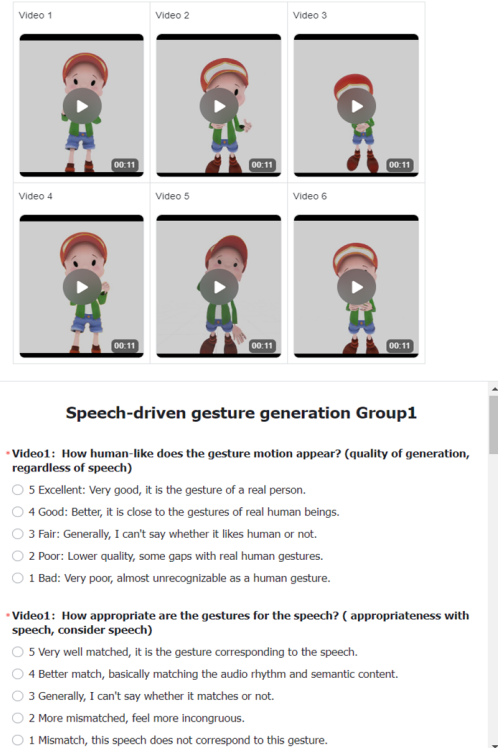 Video 1
Video 2
Video 3
00:11
00:11
00:11
Video 4
Video 5
Video 6
00:11
00:11
00:11
Speech-driven gesture generation Group1
*Video1: How human-like does the gesture motion appear? (quality of generation,
regardless of speech)
5 Excellent: Very good, it is the gesture of a real person.
4 Good: Better, it is close to the gestures of real human beings.
3 Fair: Generally, I can't say whether it likes human or not.
2 Poor: Lower quality, some gaps with real human gestures.
1 Bad: Very poor, almost unrecognizable as a human gesture.
*Video1: How appropriate are the gestures for the speech? ( appropriateness with
speech, consider speech)
5 Very well matched, it is the gesture corresponding to the speech.
4 Better match, basically matching the audio rhythm and semantic content.
3 Generally, I can't say whether it matches or not.
2 More mismatched, feel more incongruous.
1 Mismatch, this speech does not correspond to this gesture.